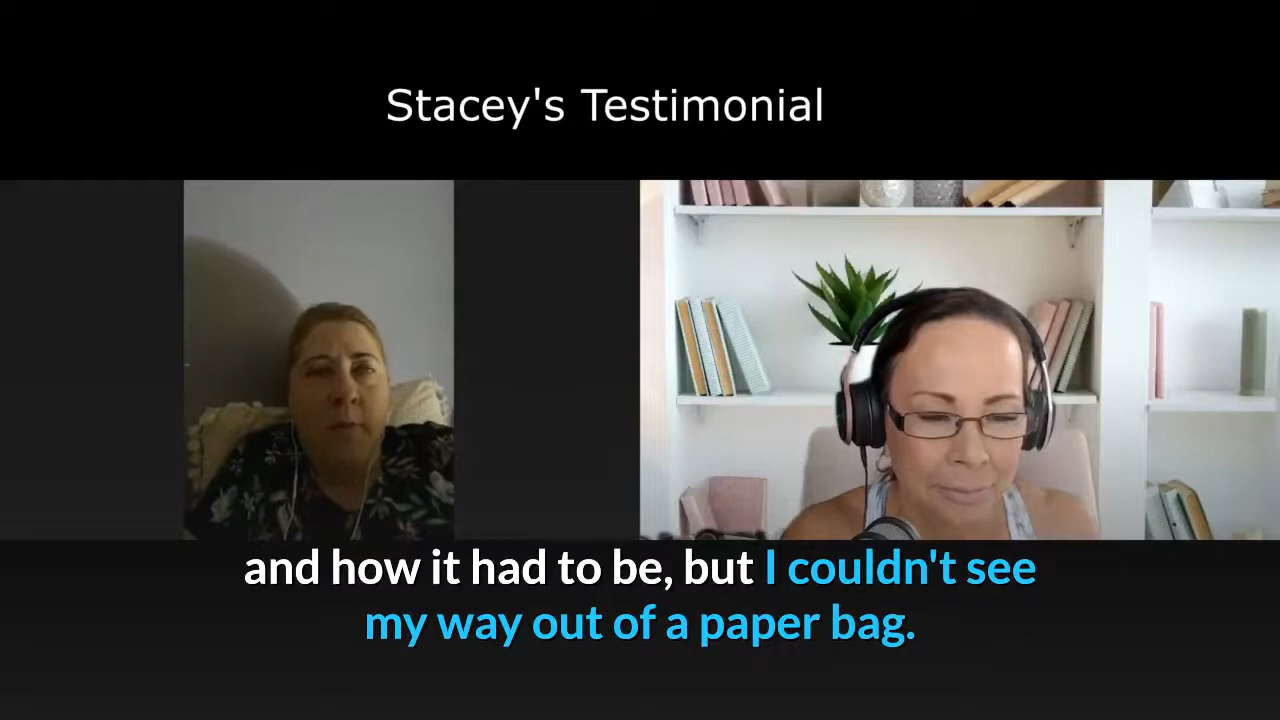 Stacey's Testimonial
and how it had to be, but I couldn't see
my way out of a paper bag.